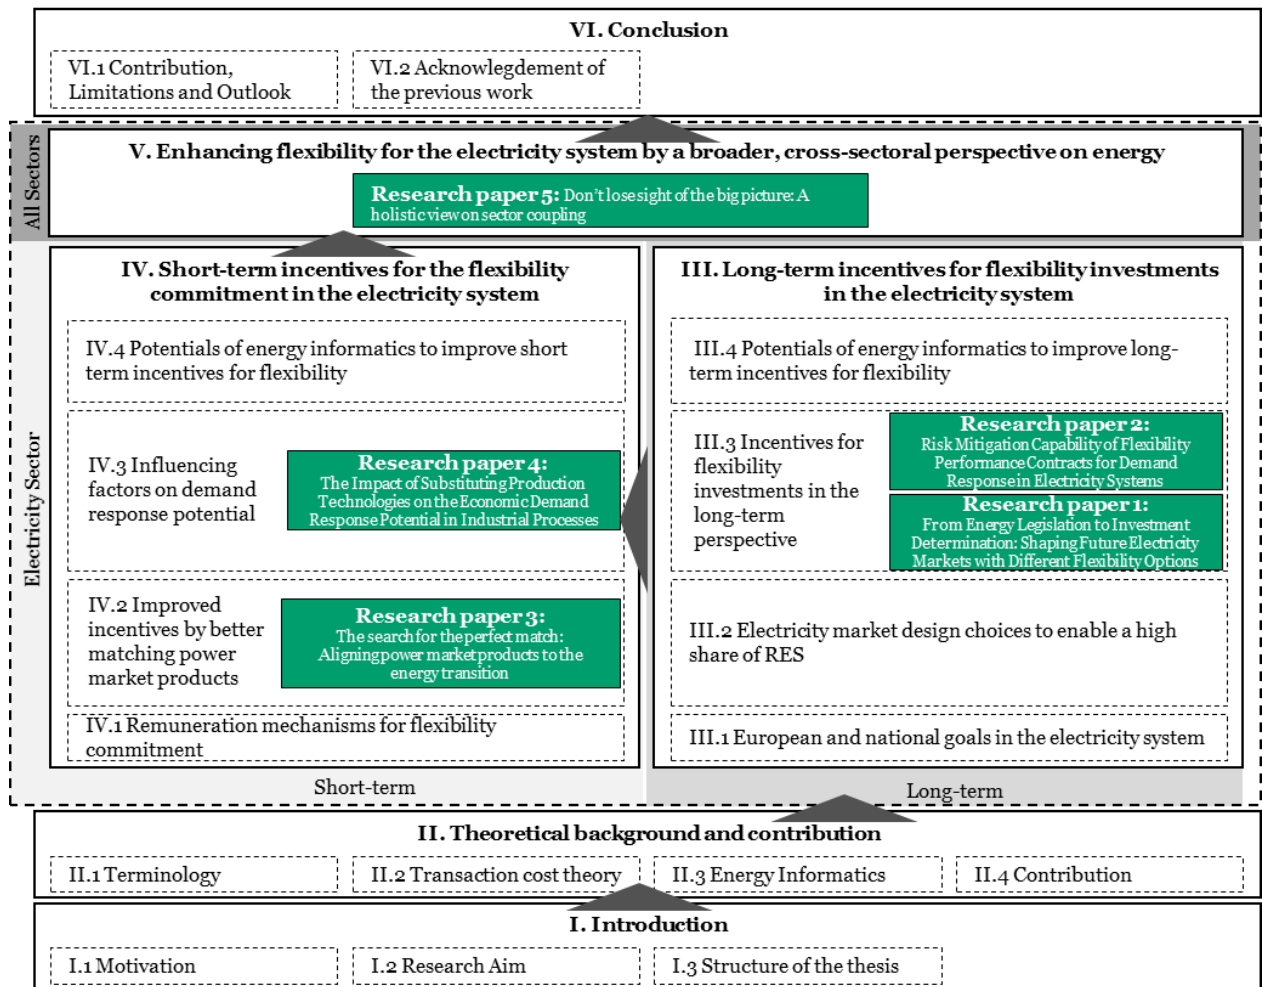 VI. Conclusion
VI.1 Contribution,
Limitations and Outlook
VI.2 Acknowlegdement of
the previous work
All Sectors
V. Enhancing flexibility for the electricity system by a broader, cross-sectoral perspective on energy
Research paper 5: Don't lose sight of the big picture: A
holistic view on sector coupling
Electricity Sector
IV. Short-term incentives for the flexibility
commitment in the electricity system
IV.4 Potentials of energy informatics to improve short
term incentives for flexibility
IV.3 Influencing
factors on demand
response potential
Research paper 4:
The Impact of Substituting Production
Technologies on the Economic Demand
Response Potential in Industrial Processes
IV.2 Improved
incentives by better
matching power
market products
Research paper 3:
The search for the perfect match:
Aligning power market products to the
energy transition
IV.1 Remuneration mechanisms for flexibility
commitment
Short-term
III. Long-term incentives for flexibility investments
in the electricity system
III.4 Potentials of energy informatics to improve long-
term incentives for flexibility
III.3 Incentives for
flexibility
investments in the
long-term
perspective
Research paper 2:
Risk Mitigation Capability of Flexibility
Performance Contracts for Demand
Response in Electricity Systems
Research paper 1:
From Energy Legislation to Investment
Determination: Shaping Future Electricity
Markets with Different Flexibility Options
III.2 Electricity market design choices to enable a high
share of RES
III.1 European and national goals in the electricity system
Long-term
II. Theoretical background and contribution
II.1 Terminology
II.2 Transaction cost theory
II.3 Energy Informatics
II.4 Contribution
I. Introduction
I.1 Motivation
I.2 Research Aim
I.3 Structure of the thesis